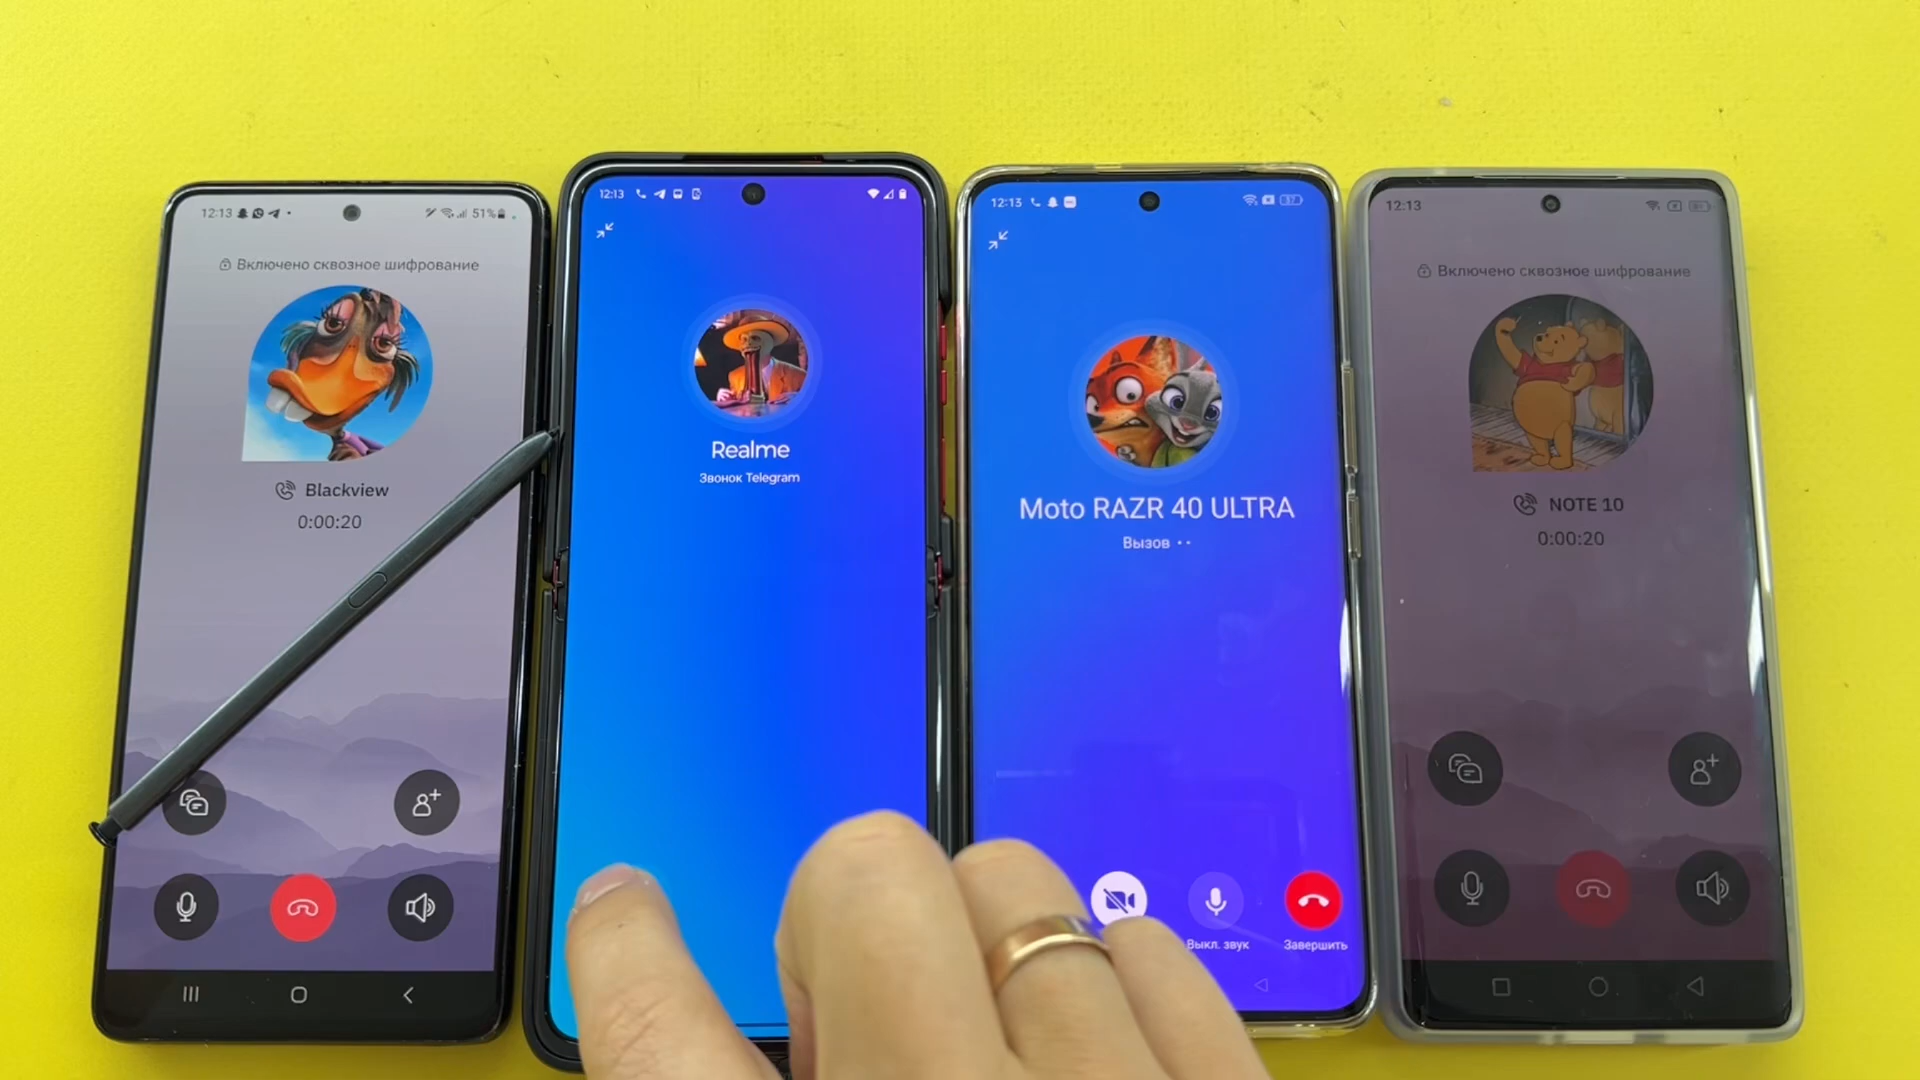 12:13
51%
Включено сквозное шифрование
Blackview
0:00:20
12:13
Realme
Звонок Telegram
12:13
37
Moto RAZR 40 ULTRA
Вызов
Выкл. звук
Завершить
12:13
Включено сквозное шифрование
NOTE 10
0:00:20